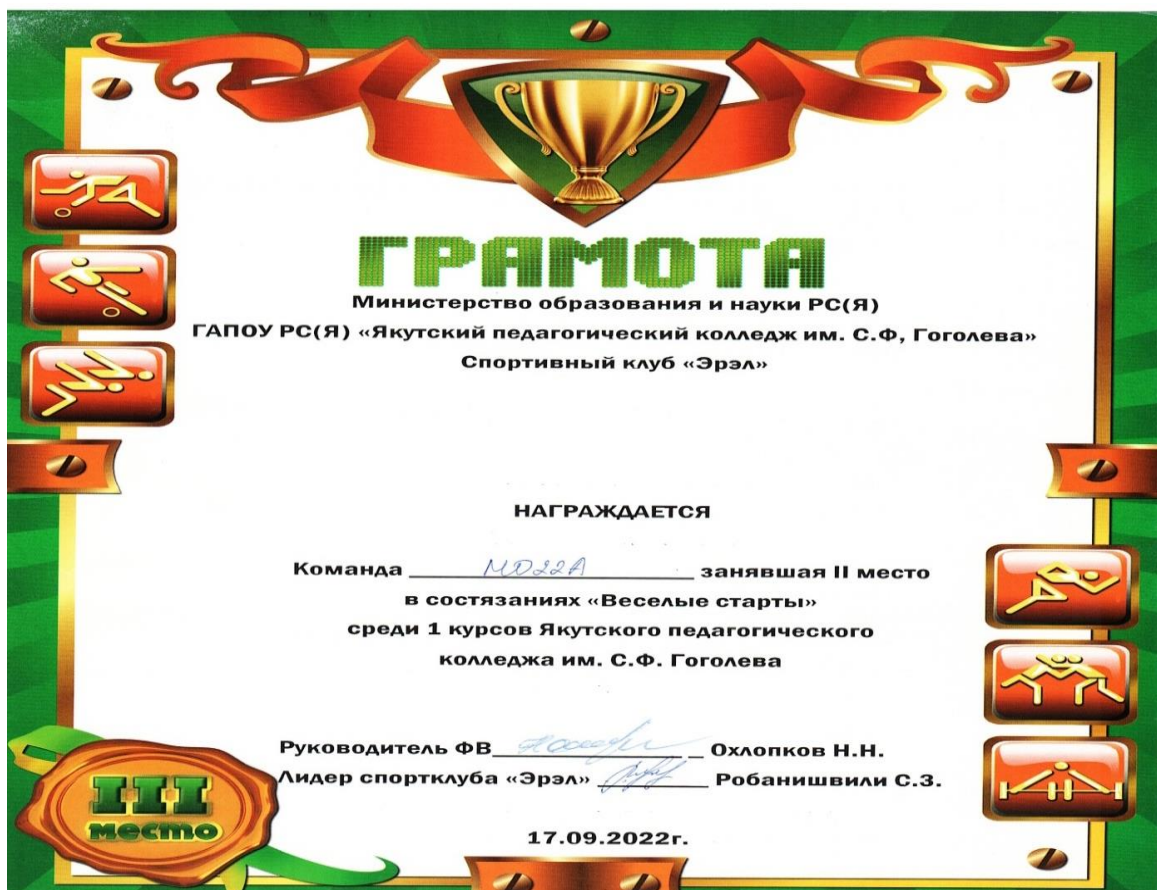 ГРАМОТА
Министерство образования и науки РС(Я)
ГАПОУ РС(Я) «Якутский педагогический колледж им. С.Ф, Гоголева»
Спортивный клуб «Эрэл»
НАГРАЖДАЕТСЯ
Команда МО22А занявшая II место
в состязаниях «Веселые старты»
среди 1 курсов Якутского педагогического
колледжа им. С.Ф. Гоголева
Руководитель ФВ Охлопков Н.Н.
Лидер спортклуба «Эрэл» Робанишвили С.З.
III
место
17.09.2022г.